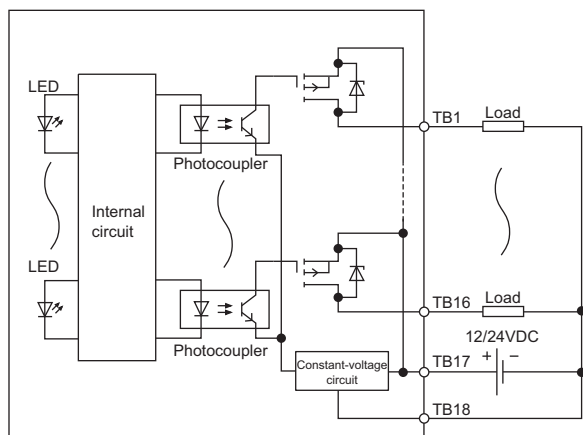 LED
TB1
Load
Photocoupler
Internal
circuit
LED
TB16
Load
Photocoupler
12/24VDC
+
−
Constant-voltage
circuit
TB17
TB18